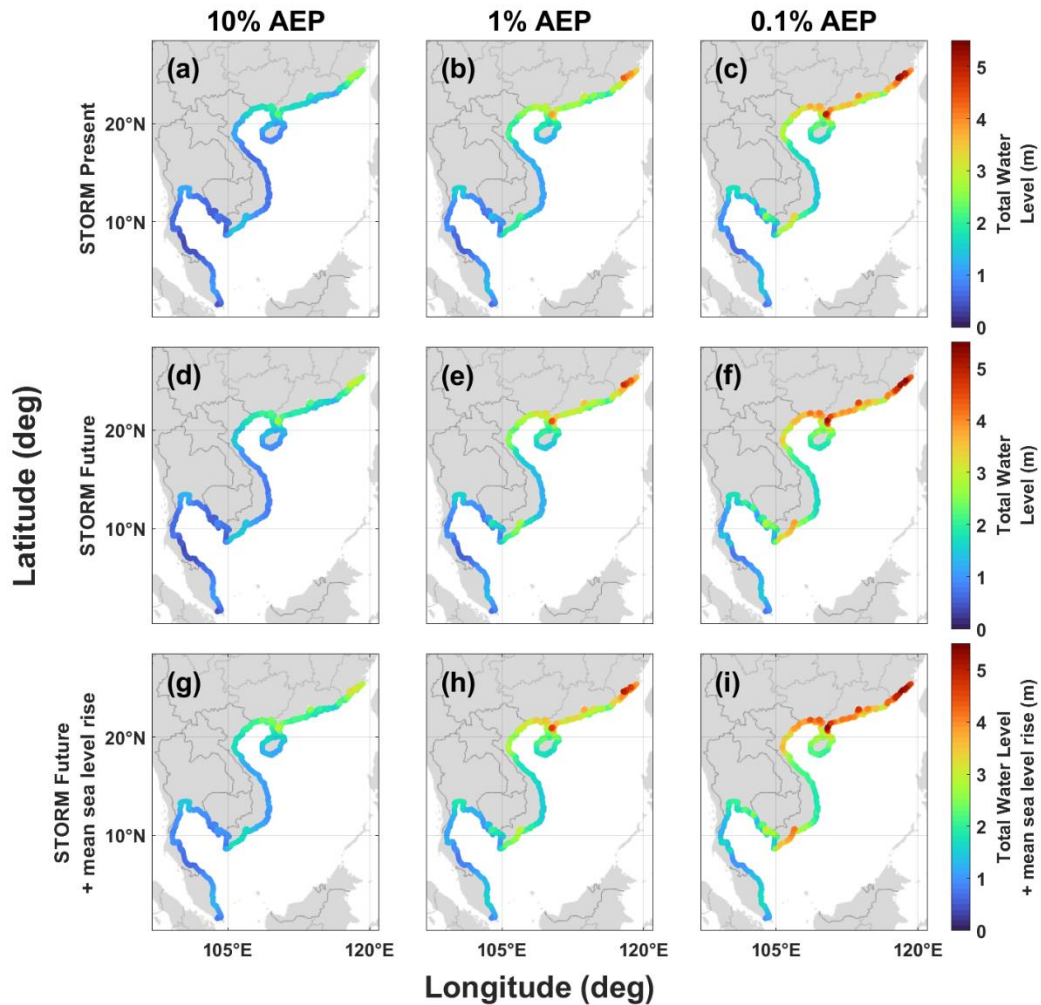 10% AEP
1% AEP
0.1% AEP
Latitude (deg)
STORM Present
20°N
10°N
(a)
(b)
(c)
5
4
3
2
1
0
Total Water
Level (m)
STORM Future
20°N
10°N
(d)
(e)
(f)
5
4
3
2
1
0
Total Water
Level (m)
STORM Future
+ mean sea level rise
20°N
10°N
(g)
(h)
(i)
5
4
3
2
1
0
Total Water Level
+ mean sea level rise (m)
105°E
120°E
105°E
120°E
105°E
120°E
Longitude (deg)